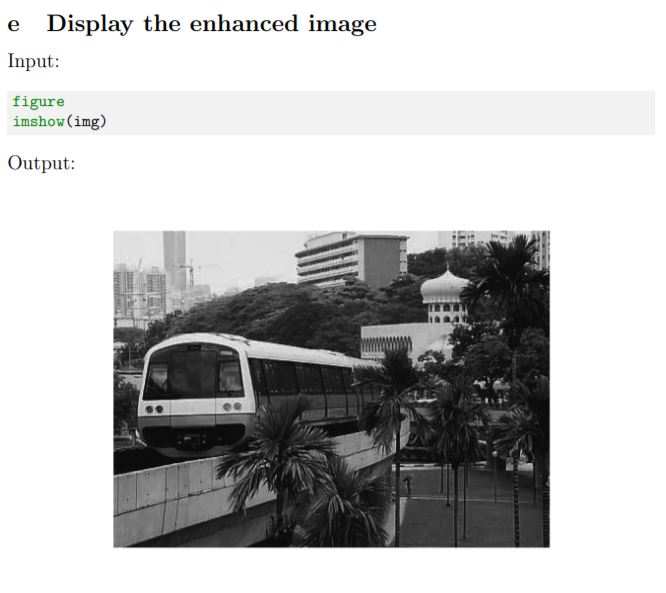 e Display the enhanced image
Input:
figure
imshow(img)
Output: